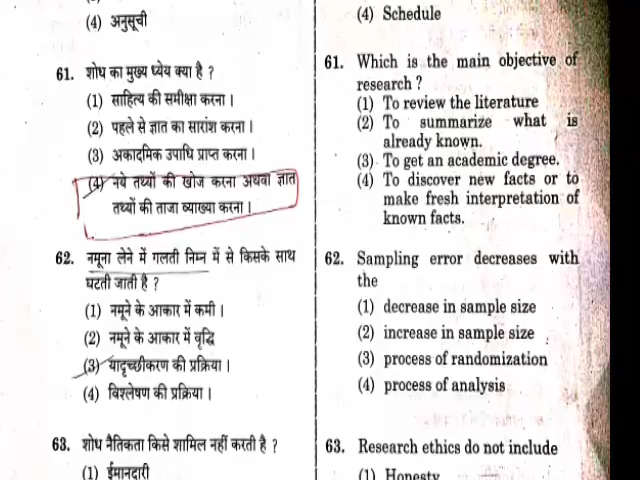 (4) अनुसूची
61. शोध का मुख्य ध्येय क्या है ?
(1) साहित्य की समीक्षा करना ।
(2) पहले से ज्ञात का सारांश करना ।
(3) अकादमिक उपाधि प्राप्त करना ।
(4) नये तथ्यों की खोज करना अथवा ज्ञात
तथ्यों की ताजा व्याख्या करना ।
62. नमूना लेने में गलती निम्न में से किसके साथ
घटती जाती है ?
(1) नमूने के आकार में कमी ।
(2) नमूने के आकार में वृद्धि
(3) यादृच्छीकरण की प्रक्रिया ।
(4) विश्लेषण की प्रक्रिया ।
63. शोध नैतिकता किसे शामिल नहीं करती है ?
(1) ईमानदारी
(4) Schedule
61. Which is the main objective of
research ?
(1) To review the literature
(2) To summarize what is
already known.
(3) To get an academic degree.
(4) To discover new facts or to
make fresh interpretation of
known facts.
62. Sampling error decreases with
the
(1) decrease in sample size
(2) increase in sample size
(3) process of randomization
(4) process of analysis
63. Research ethics do not include
(1) Honesty